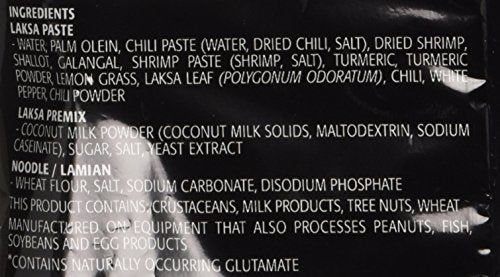 INGREDIENTS
LAKSA PASTE
- WATER, PALM OLEIN, CHILI PASTE (WATER, DRIED CHILI, SALT), DRIED SHRIMP,
SHALLOT, GALANGAL, SHRIMP PASTE (SHRIMP, SALT), TURMERIC, TURMERIC
POWDER, LEMON GRASS, LAKSA LEAF (POLYGONUM ODORATUM), CHILI, WHITE
PEPPER, CHILI POWDER
LAKSA PREMIX
- COCONUT MILK POWDER (COCONUT MILK SOLIDS, MALTODEXTRIN, SODIUM
CASEINATE), SUGAR, SALT, YEAST EXTRACT
NOODLE / LAMIAN
- WHEAT FLOUR, SALT, SODIUM CARBONATE, DISODIUM PHOSPHATE
THIS PRODUCT CONTAINS, CRUSTACEANS, MILK PRODUCTS, TREE NUTS, WHEAT
MANUFACTURED ON EQUIPMENT THAT ALSO PROCESSES PEANUTS, FISH,
SOYBEANS AND EGG PRODUCTS
*CONTAINS NATURALLY OCCURRING GLUTAMATE